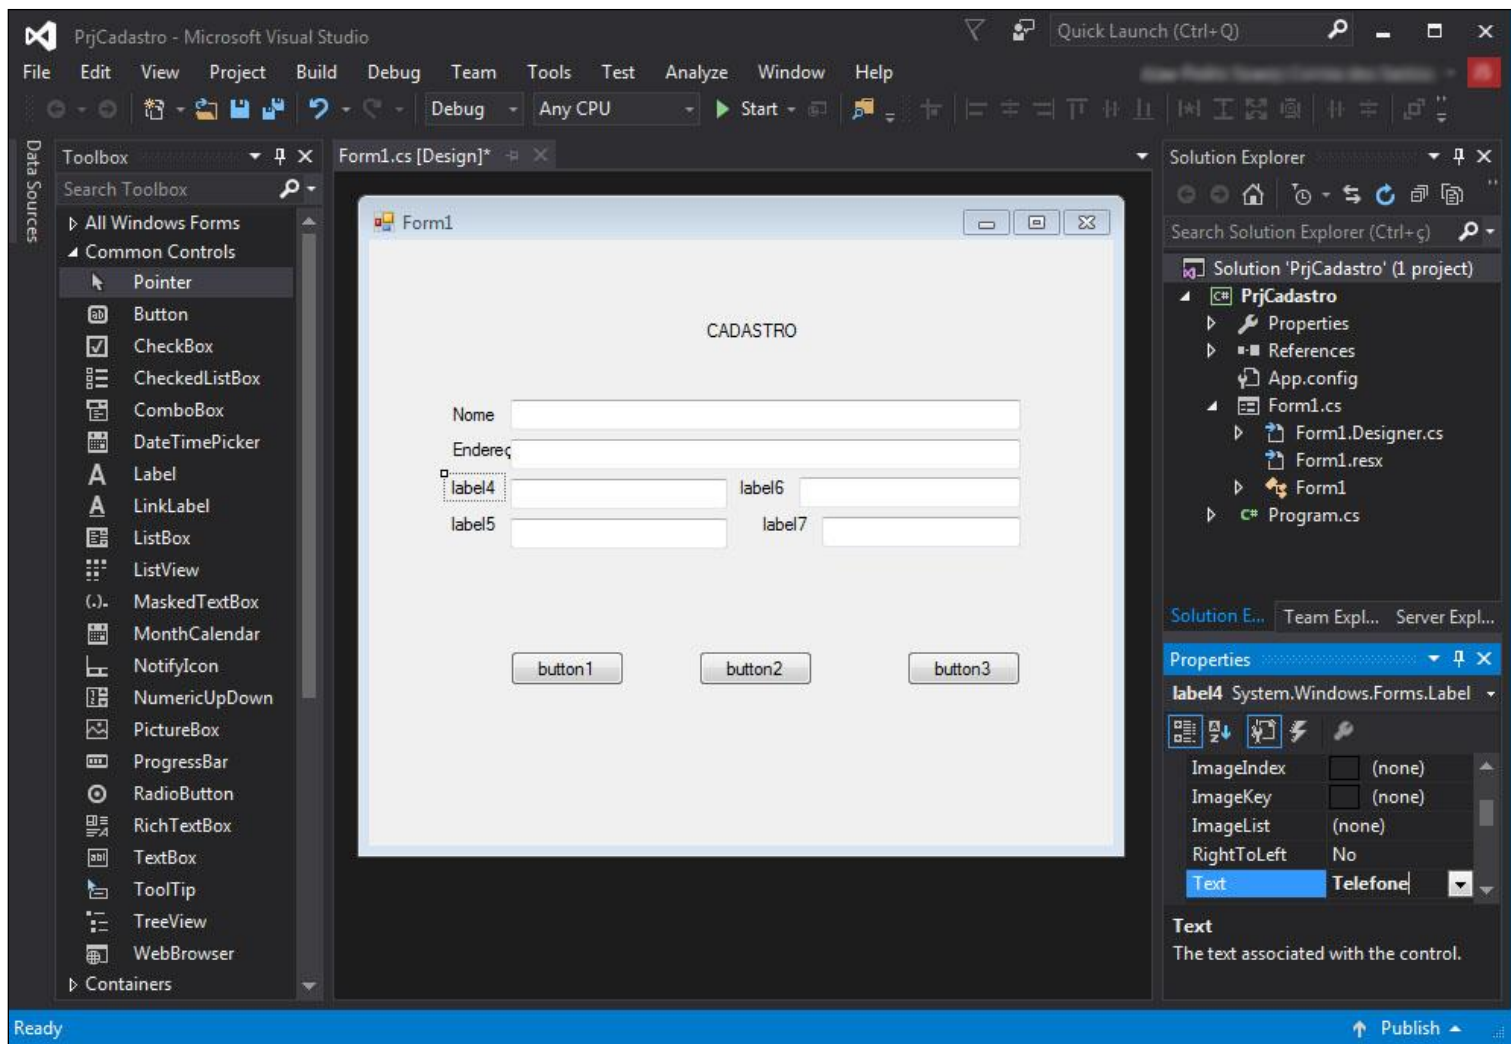 PrjCadastro - Microsoft Visual Studio
Quick Launch (Ctrl+Q)
File Edit View Project Build Debug Team Tools Test Analyze Window Help
Debug Any CPU Start
Data Sources
Toolbox
Search Toolbox
All Windows Forms
Common Controls
Pointer
Button
CheckBox
CheckedListBox
ComboBox
DateTimePicker
Label
LinkLabel
ListBox
ListView
MaskedTextBox
MonthCalendar
NotifyIcon
NumericUpDown
PictureBox
ProgressBar
RadioButton
RichTextBox
TextBox
ToolTip
TreeView
WebBrowser
Containers
Form1.cs [Design]*
Form1
CADASTRO
Nome
Endereç
label4 label6
label5 label7
button1 button2 button3
Solution Explorer
Search Solution Explorer (Ctrl+ç)
Solution 'PrjCadastro' (1 project)
PrjCadastro
Properties
References
App.config
Form1.cs
Form1.Designer.cs
Form1.resx
Form1
Program.cs
Solution E... Team Expl... Server Expl...
Properties
label4 System.Windows.Forms.Label
ImageIndex (none)
ImageKey (none)
ImageList (none)
RightToLeft No
Text Telefone
Text
The text associated with the control.
Ready
Publish